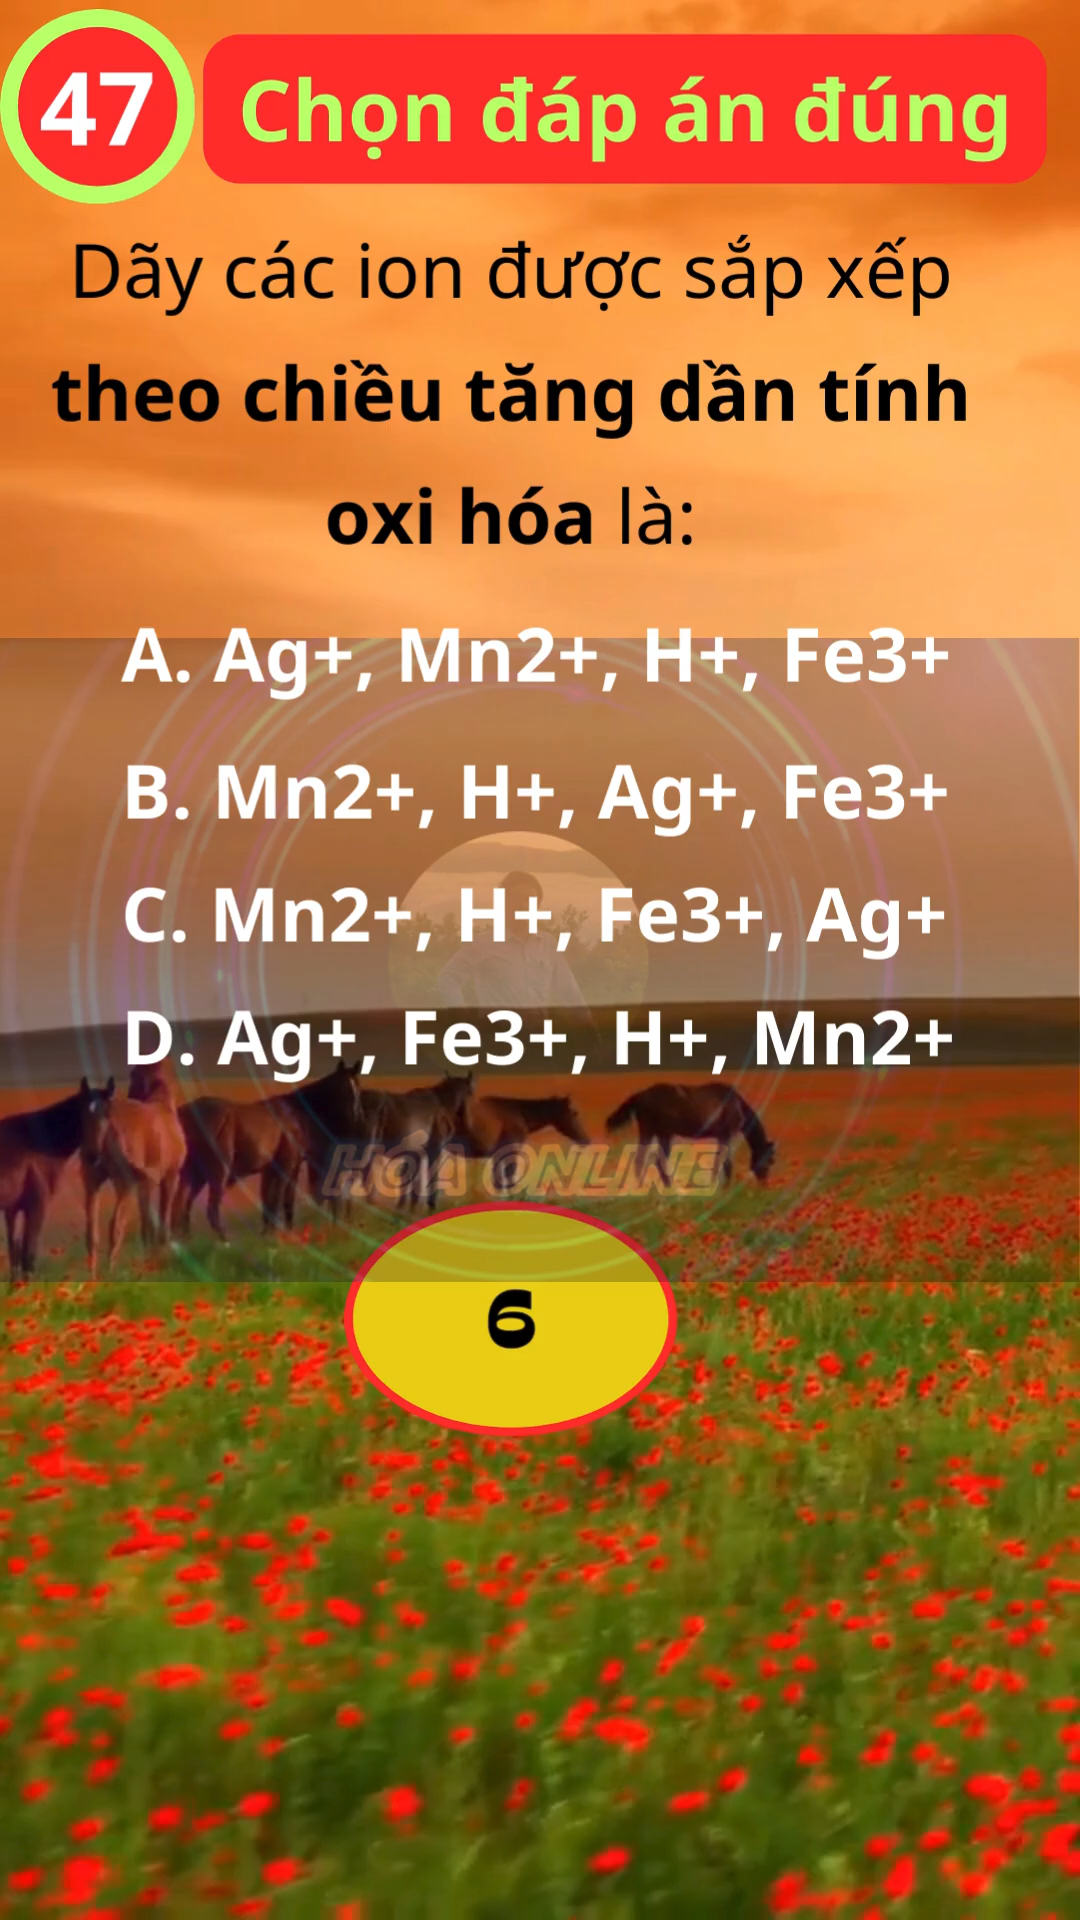 47
Chọn đáp án đúng
Dãy các ion được sắp xếp
theo chiều tăng dần tính
oxi hóa là:
A. Ag+, Mn2+, H+, Fe3+
B. Mn2+, H+, Ag+, Fe3+
C. Mn2+, H+, Fe3+, Ag+
D. Ag+, Fe3+, H+, Mn2+
HÓA ONLINE
6